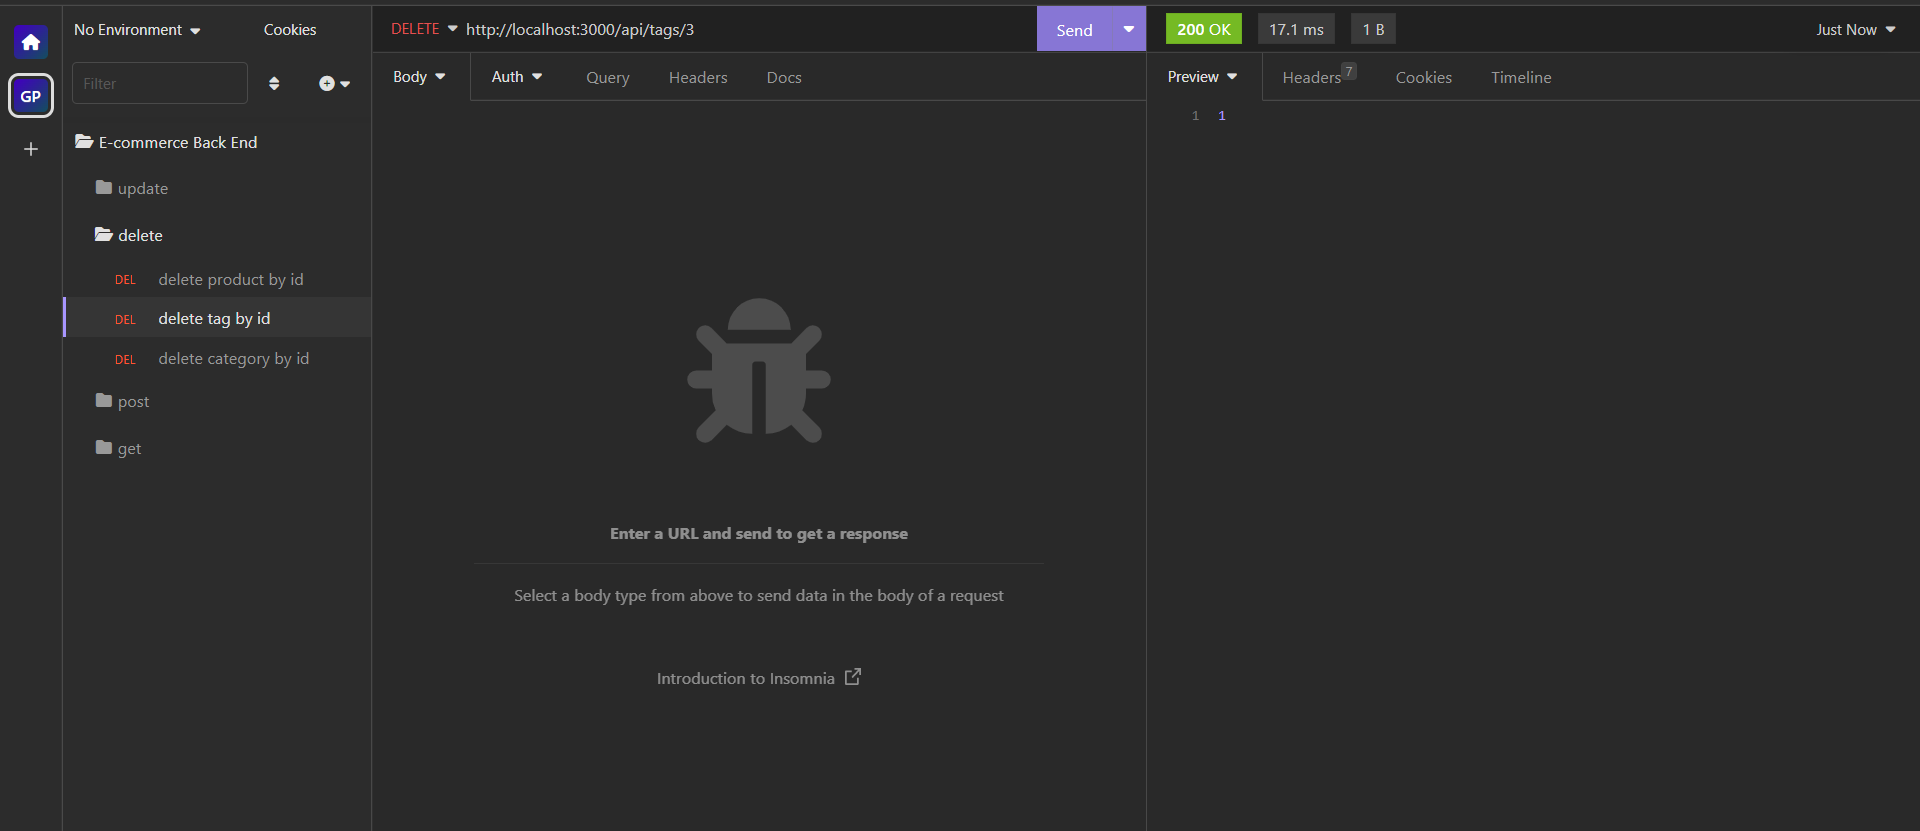 No Environment
Cookies
DELETE
http://localhost:3000/api/tags/3
Send
200 OK
17.1 ms
1 B
Just Now
Filter
GP
Body
Auth
Query
Headers
Docs
Preview
Headers 7
Cookies
Timeline
1 1
E-commerce Back End
update
delete
DEL delete product by id
DEL delete tag by id
DEL delete category by id
post
get
Enter a URL and send to get a response
Select a body type from above to send data in the body of a request
Introduction to Insomnia